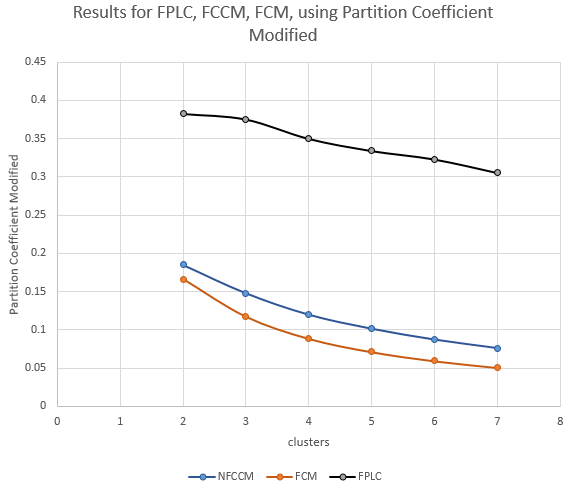 Results for FPLC, FCCM, FCM, using Partition Coefficient
Modified
0.45
0.4
0.35
0.3
0.25
0.2
0.15
0.1
0.05
0
Partition Coefficient Modified
0 1 2 3 4 5 6 7 8
clusters
NFCCM FCM FPLC